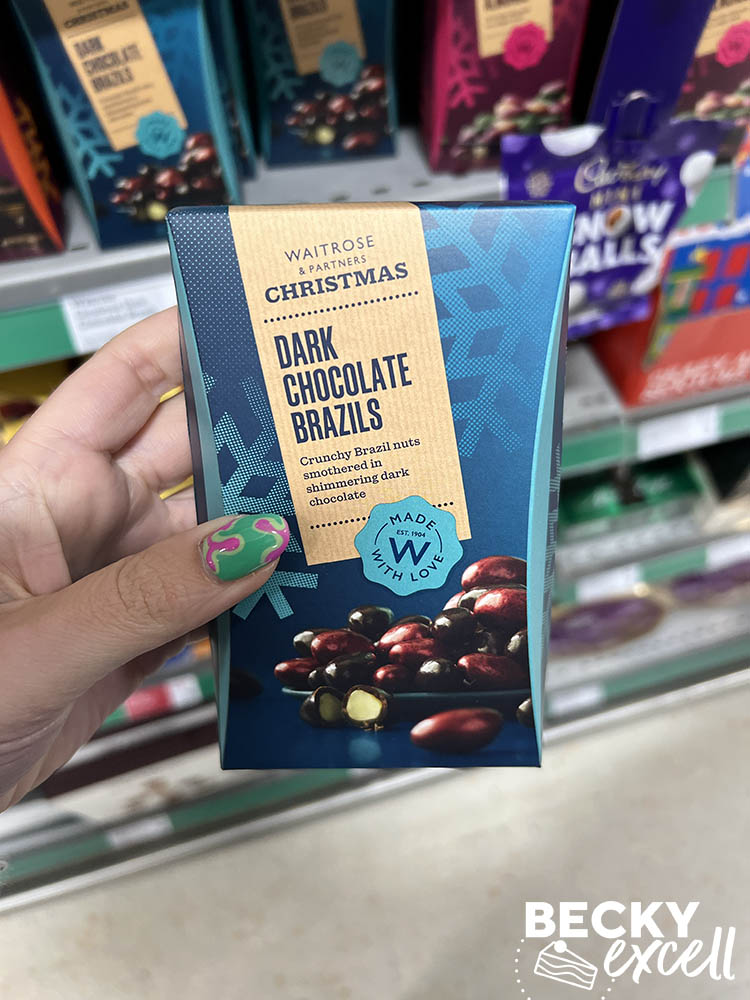 DARK
CHOCOLATE
BRAZILS
WAITROSE
& PARTNERS
CHRISTMAS
DARK
CHOCOLATE
BRAZILS
Crunchy Brazil nuts
smothered in
shimmering dark
chocolate
MADE
EST. 1904
W
WITH LOVE
Cadbury
MINI
SNOW
BALLS
BECKY
excell